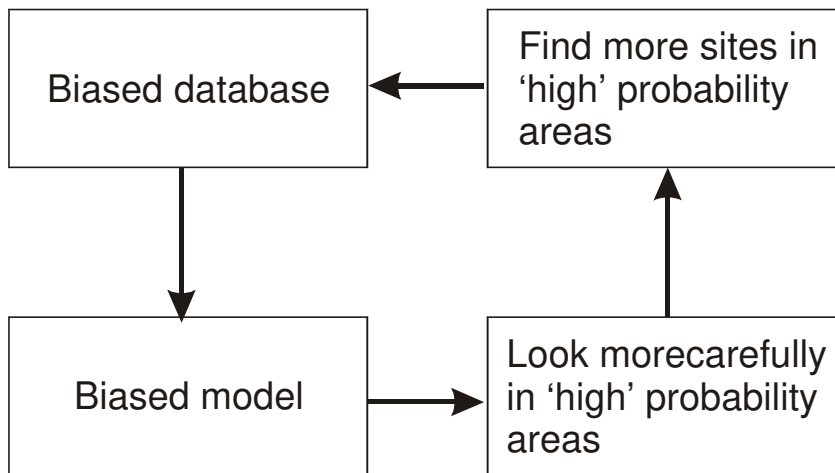 Biased database
Find more sites in
‘high’ probability
areas
Biased model
Look morecarefully
in ‘high’ probability
areas